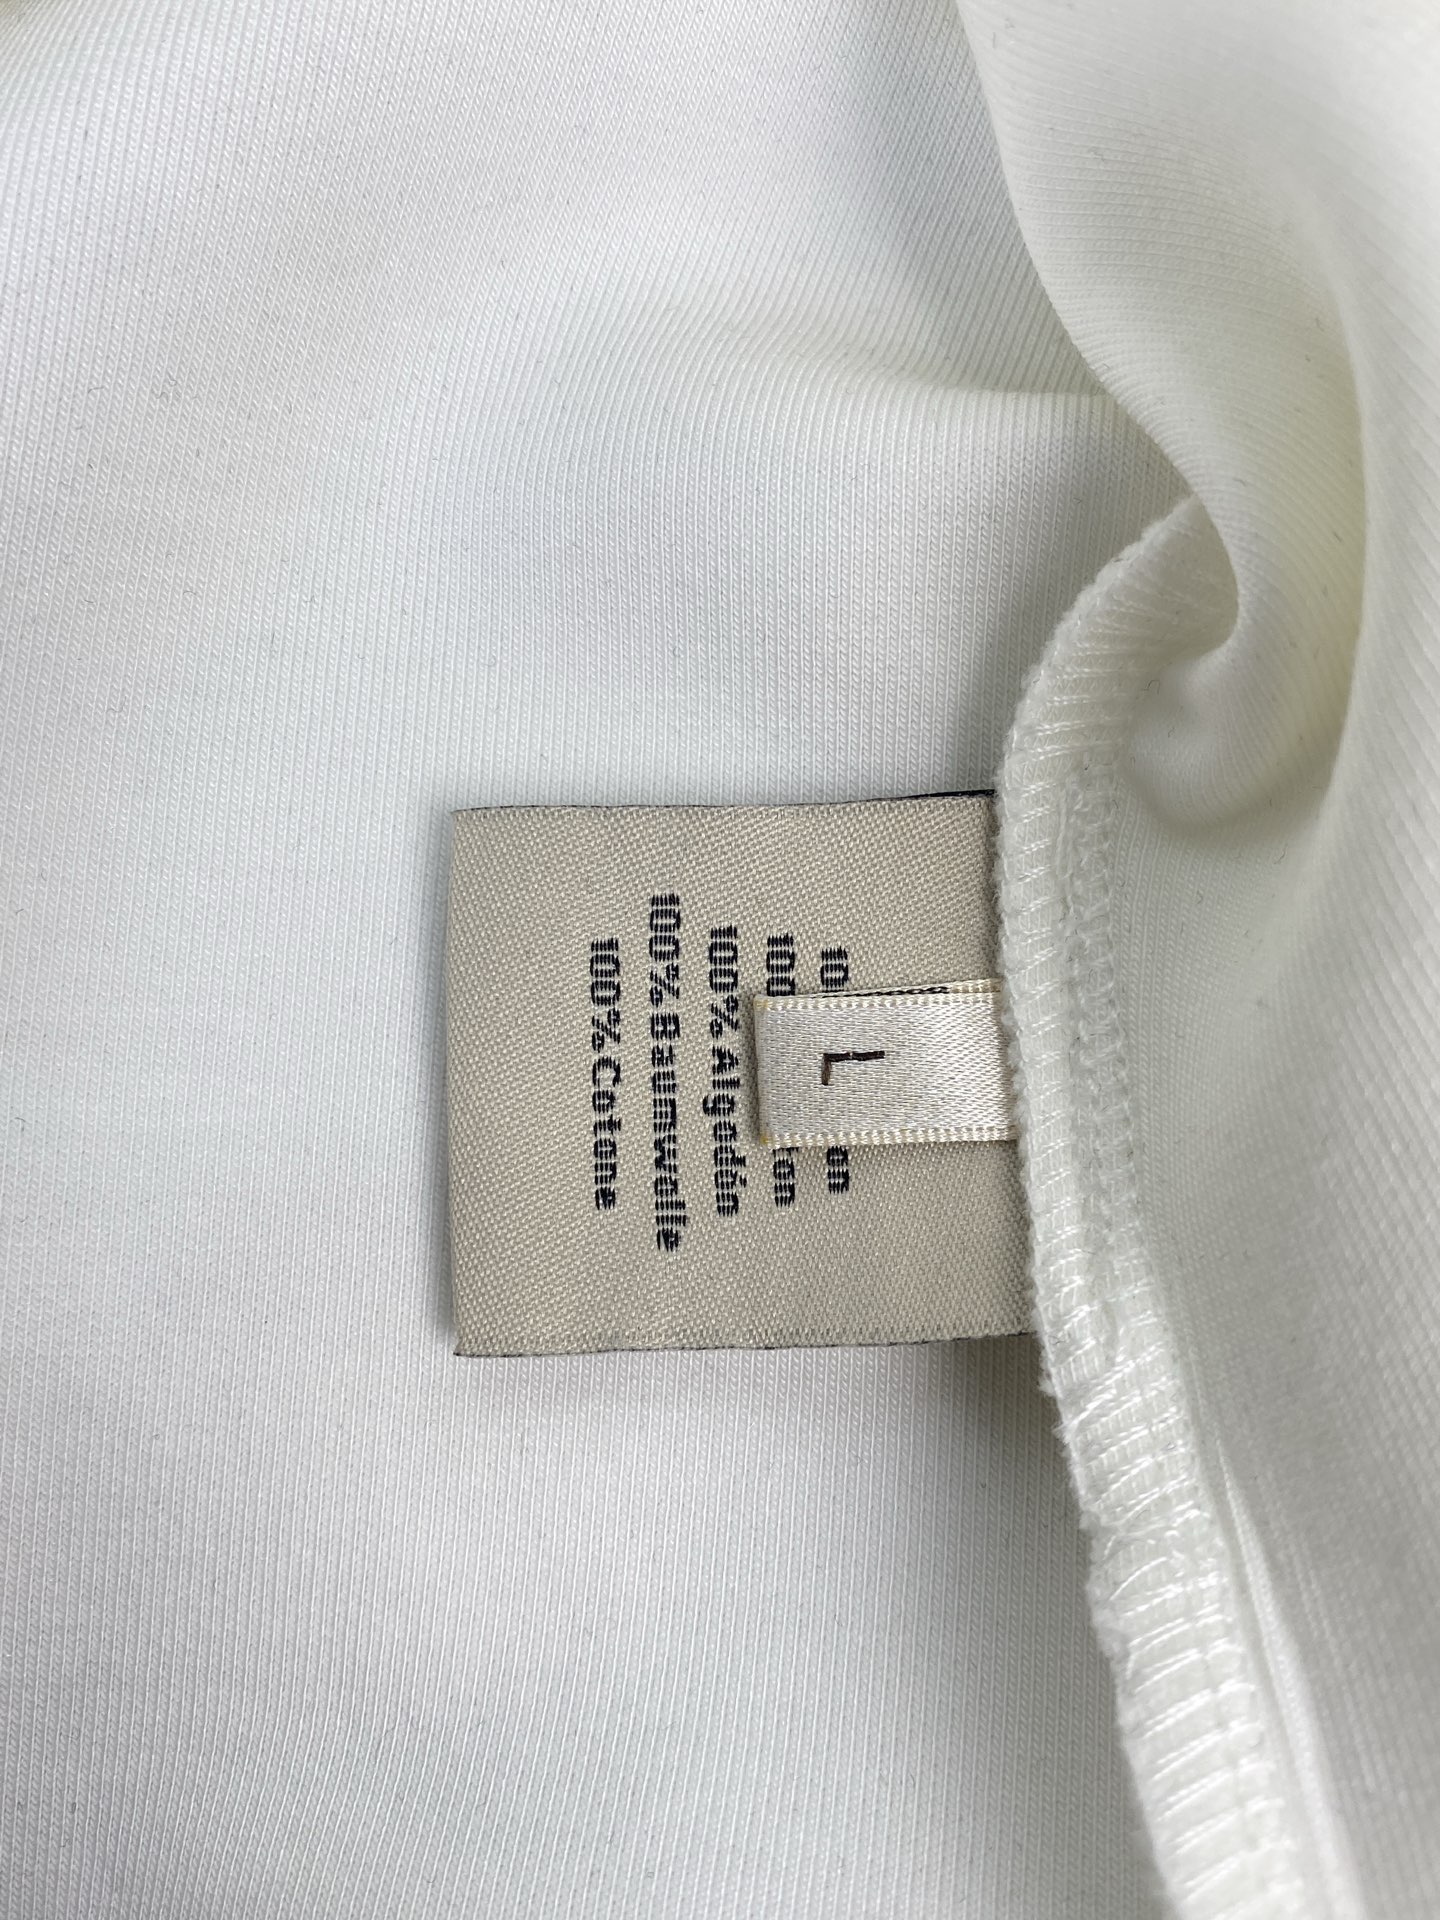 L
100% Algodón
100% Baumwolle
100% Cotone